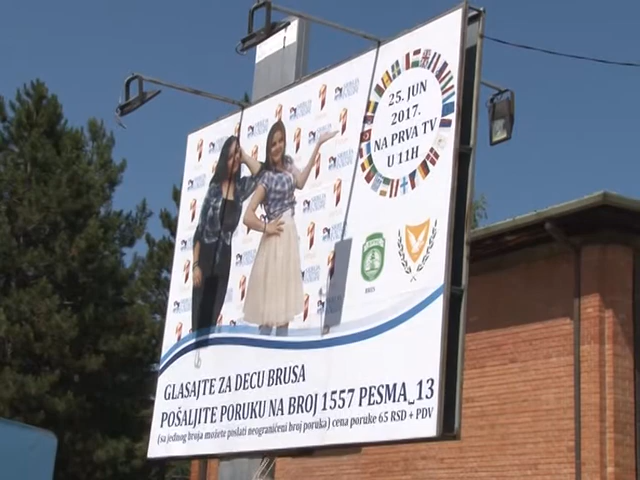 25. JUN
2017.
NA PRVA TV
U 11H
BRUS
GLASAJTE ZA DECU BRUSA
POŠALJITE PORUKU NA BROJ 1557 PESMA_13
(sa jednog broja možete poslati neograničeni broj poruka) cena poruke 65 RSD + PDV